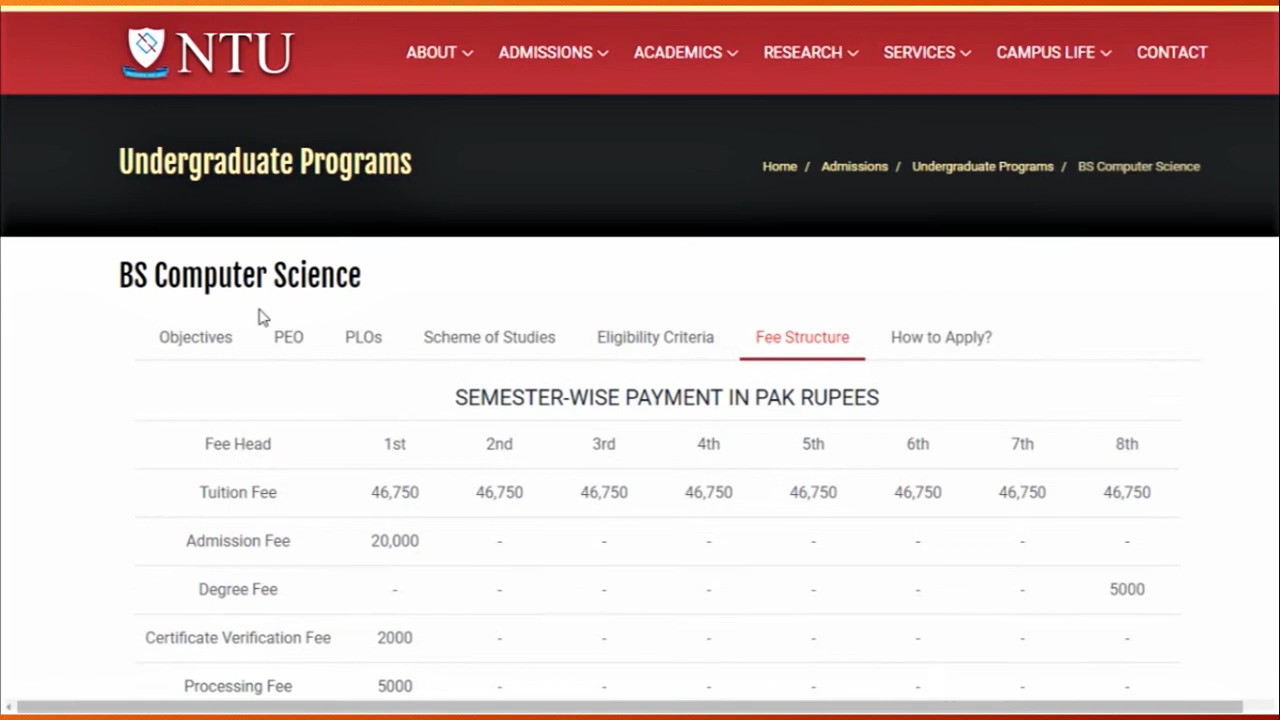 NTU
ABOUT ADMISSIONS ACADEMICS RESEARCH SERVICES CAMPUS LIFE CONTACT
Undergraduate Programs
Home / Admissions / Undergraduate Programs / BS Computer Science
BS Computer Science
Objectives PEO PLOs Scheme of Studies Eligibility Criteria Fee Structure How to Apply?
SEMESTER-WISE PAYMENT IN PAK RUPEES
Fee Head 1st 2nd 3rd 4th 5th 6th 7th 8th
Tuition Fee 46,750 46,750 46,750 46,750 46,750 46,750 46,750 46,750
Admission Fee 20,000 - - - - - - -
Degree Fee - - - - - - - 5000
Certificate Verification Fee 2000 - - - - - - -
Processing Fee 5000 - - - - - - -